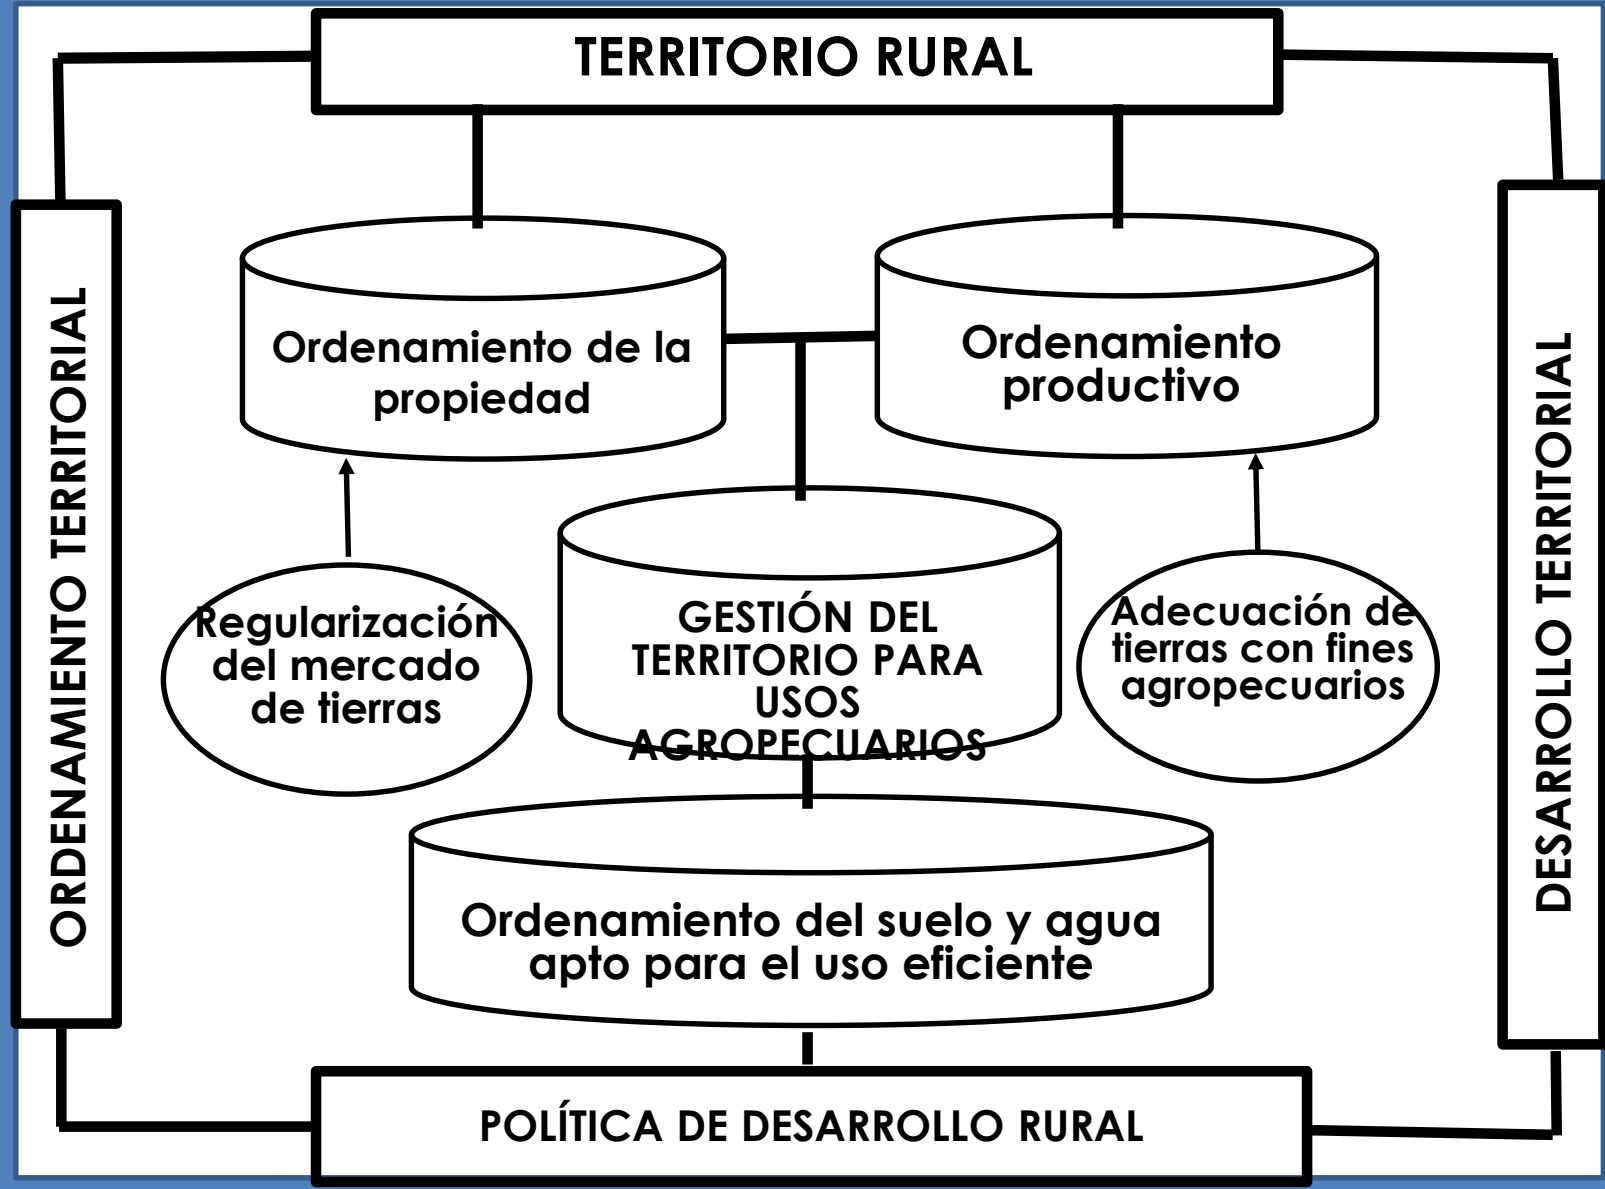 TERRITORIO RURAL
ORDENAMIENTO TERRITORIAL
Ordenamiento de la
propiedad
Ordenamiento
productivo
DESARROLLO TERRITORIAL
Regularización
del mercado
de tierras
GESTIÓN DEL
TERRITORIO PARA
USOS
AGROPECUARIOS
Adecuación de
tierras con fines
agropecuarios
Ordenamiento del suelo y agua
apto para el uso eficiente
POLÍTICA DE DESARROLLO RURAL